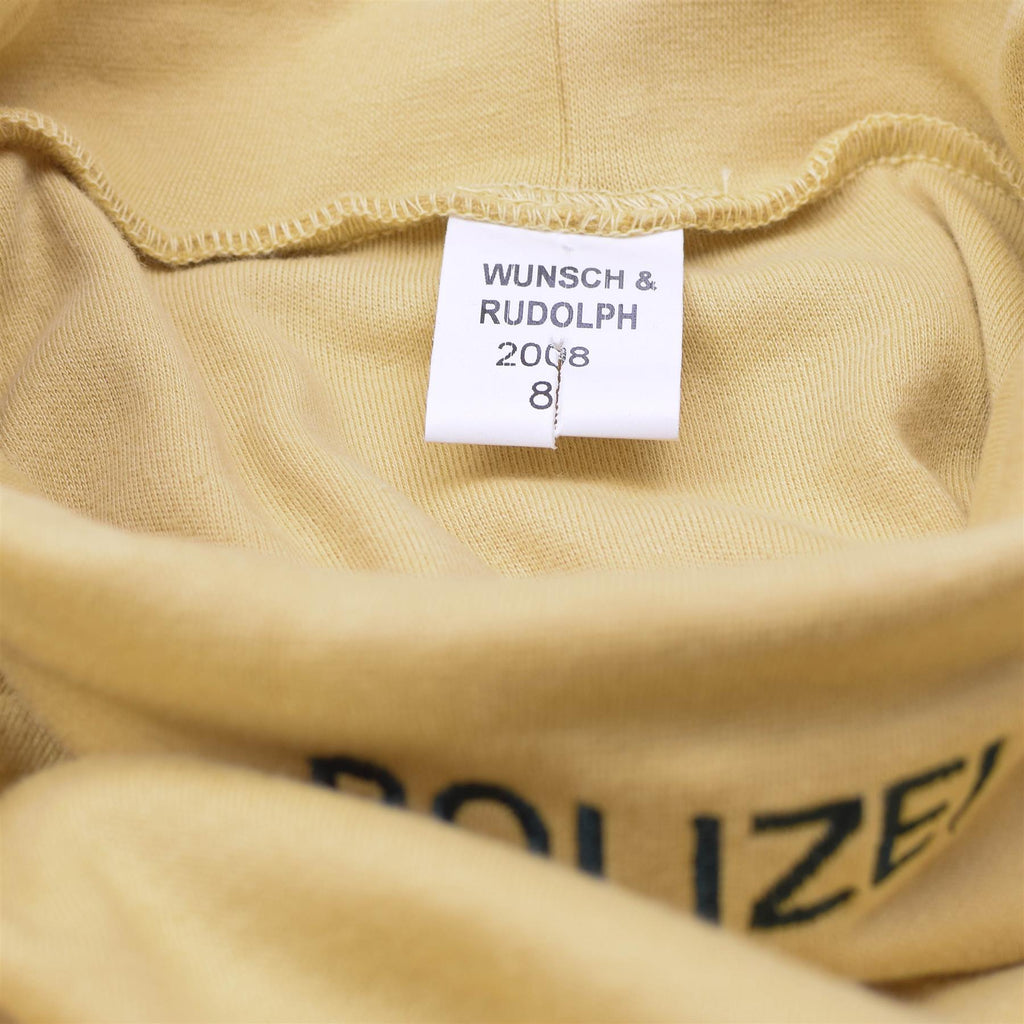 WUNSCH &
RUDOLPH
2008
8
POLIZEI